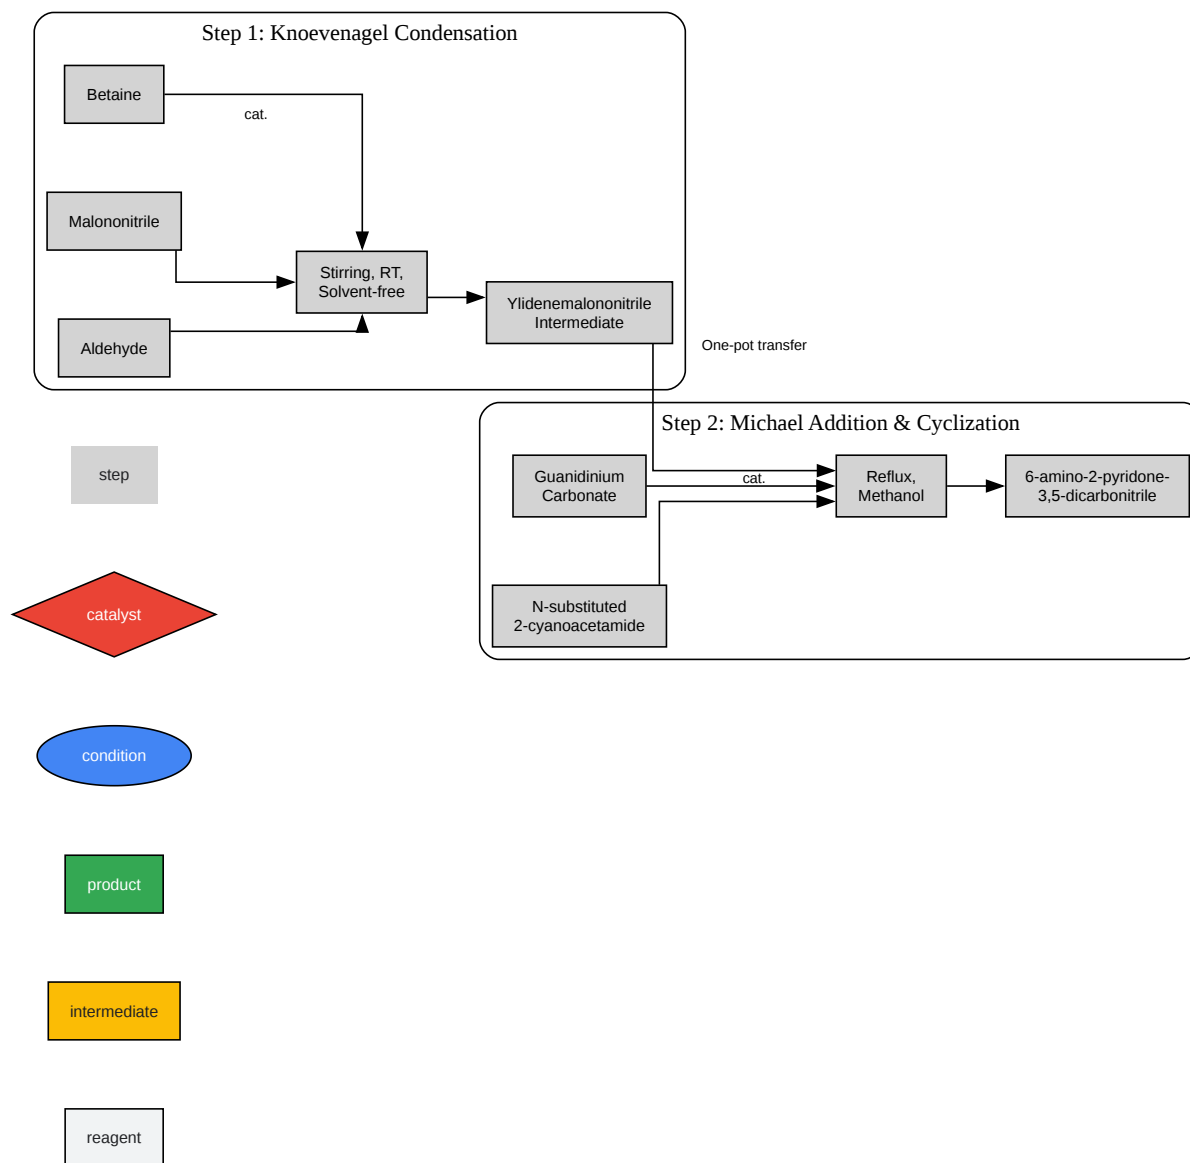 Step 1: Knoevenagel Condensation
Betaine
cat.
Malononitrile
Stirring, RT,
Solvent-free
Ylidenemalononitrile
Intermediate
Aldehyde
One-pot transfer
Step 2: Michael Addition & Cyclization
Guanidinium
Carbonate
cat.
Reflux,
Methanol
6-amino-2-pyridone-
3,5-dicarbonitrile
N-substituted
2-cyanoacetamide
step
catalyst
condition
product
intermediate
reagent